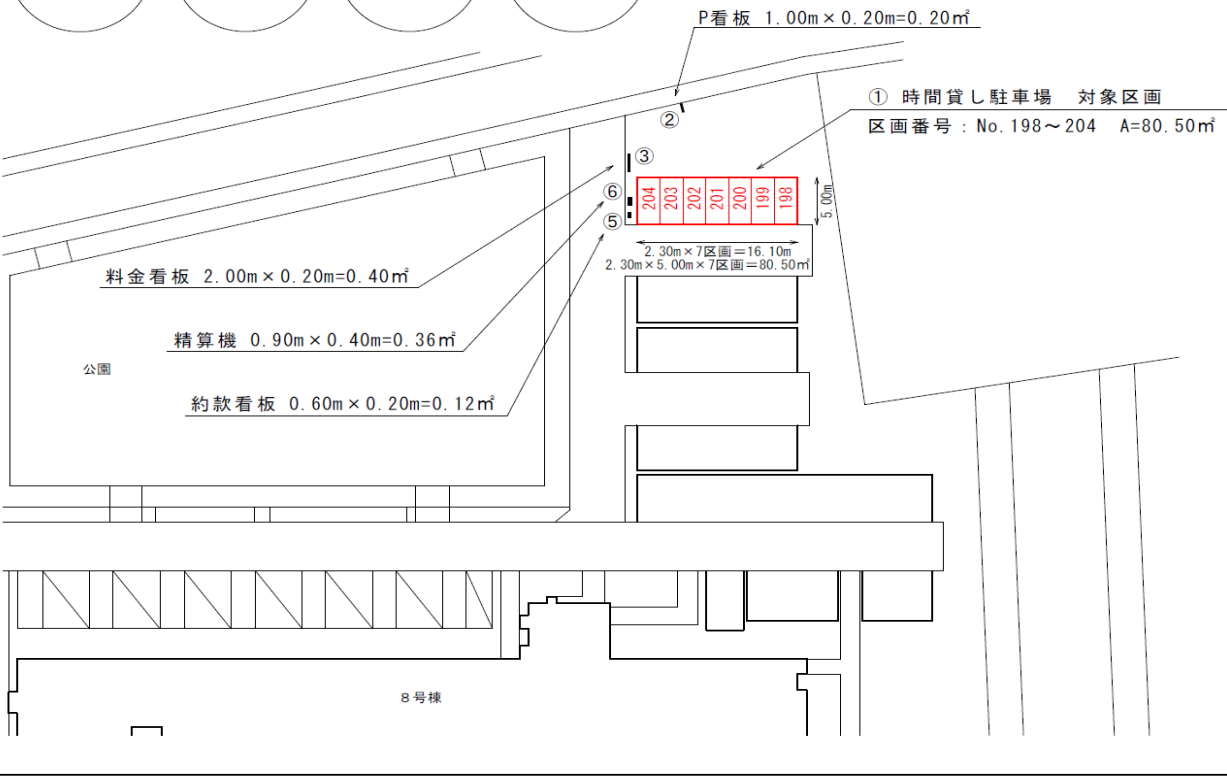 P看板 1.00m×0.20m=0.20㎡
① 時間貸し駐車場 対象区画
区画番号：No.198～204 A=80.50㎡
②
③
⑥
⑤
204
203
202
201
200
199
198
5.00m
2.30m×7区画＝16.10m
2.30m×5.00m×7区画＝80.50㎡
料金看板 2.00m×0.20m=0.40㎡
精算機 0.90m×0.40m=0.36㎡
公園
約款看板 0.60m×0.20m=0.12㎡
８号棟